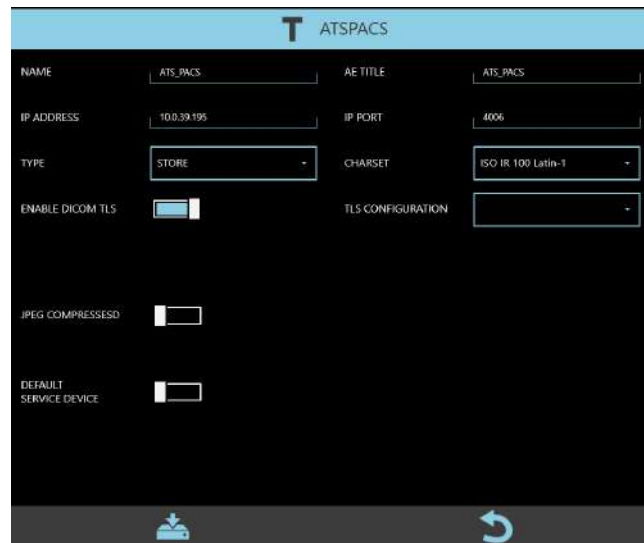 T ATSPACS
NAME ATS_PACS AE TITLE ATS_PACS
IP ADDRESS 10.0.39.195 IP PORT 4006
TYPE STORE CHARSET ISO IR 100 Latin-1
ENABLE DICOM TLS TLS CONFIGURATION
JPEG COMPRESSESD
DEFAULT
SERVICE DEVICE